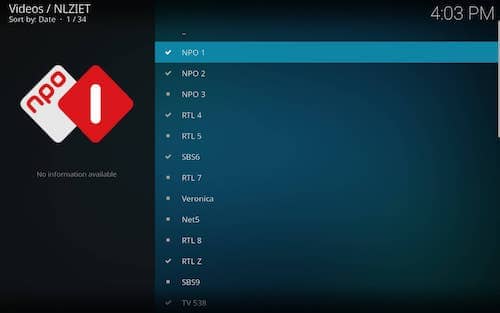 Videos / NLZIET
Sort by: Date · 1 / 34
4:03 PM
..
NPO 1
NPO 2
NPO 3
RTL 4
RTL 5
SBS6
RTL 7
Veronica
Net5
RTL 8
RTL Z
SBS9
TV 538
npo
1
No information available